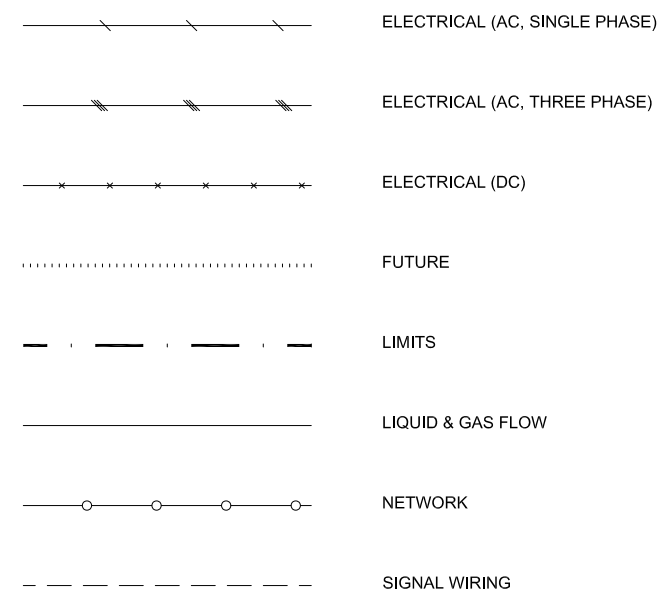 ELECTRICAL (AC, SINGLE PHASE)
ELECTRICAL (AC, THREE PHASE)
ELECTRICAL (DC)
FUTURE
LIMITS
LIQUID & GAS FLOW
NETWORK
SIGNAL WIRING